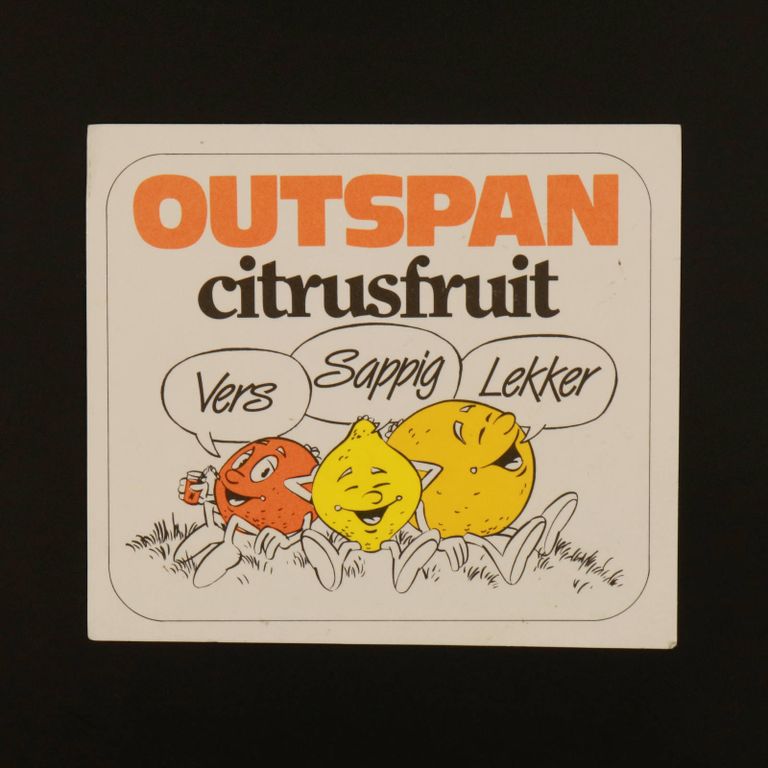 OUTSPAN
citrusfruit
Vers
Sappig
Lekker